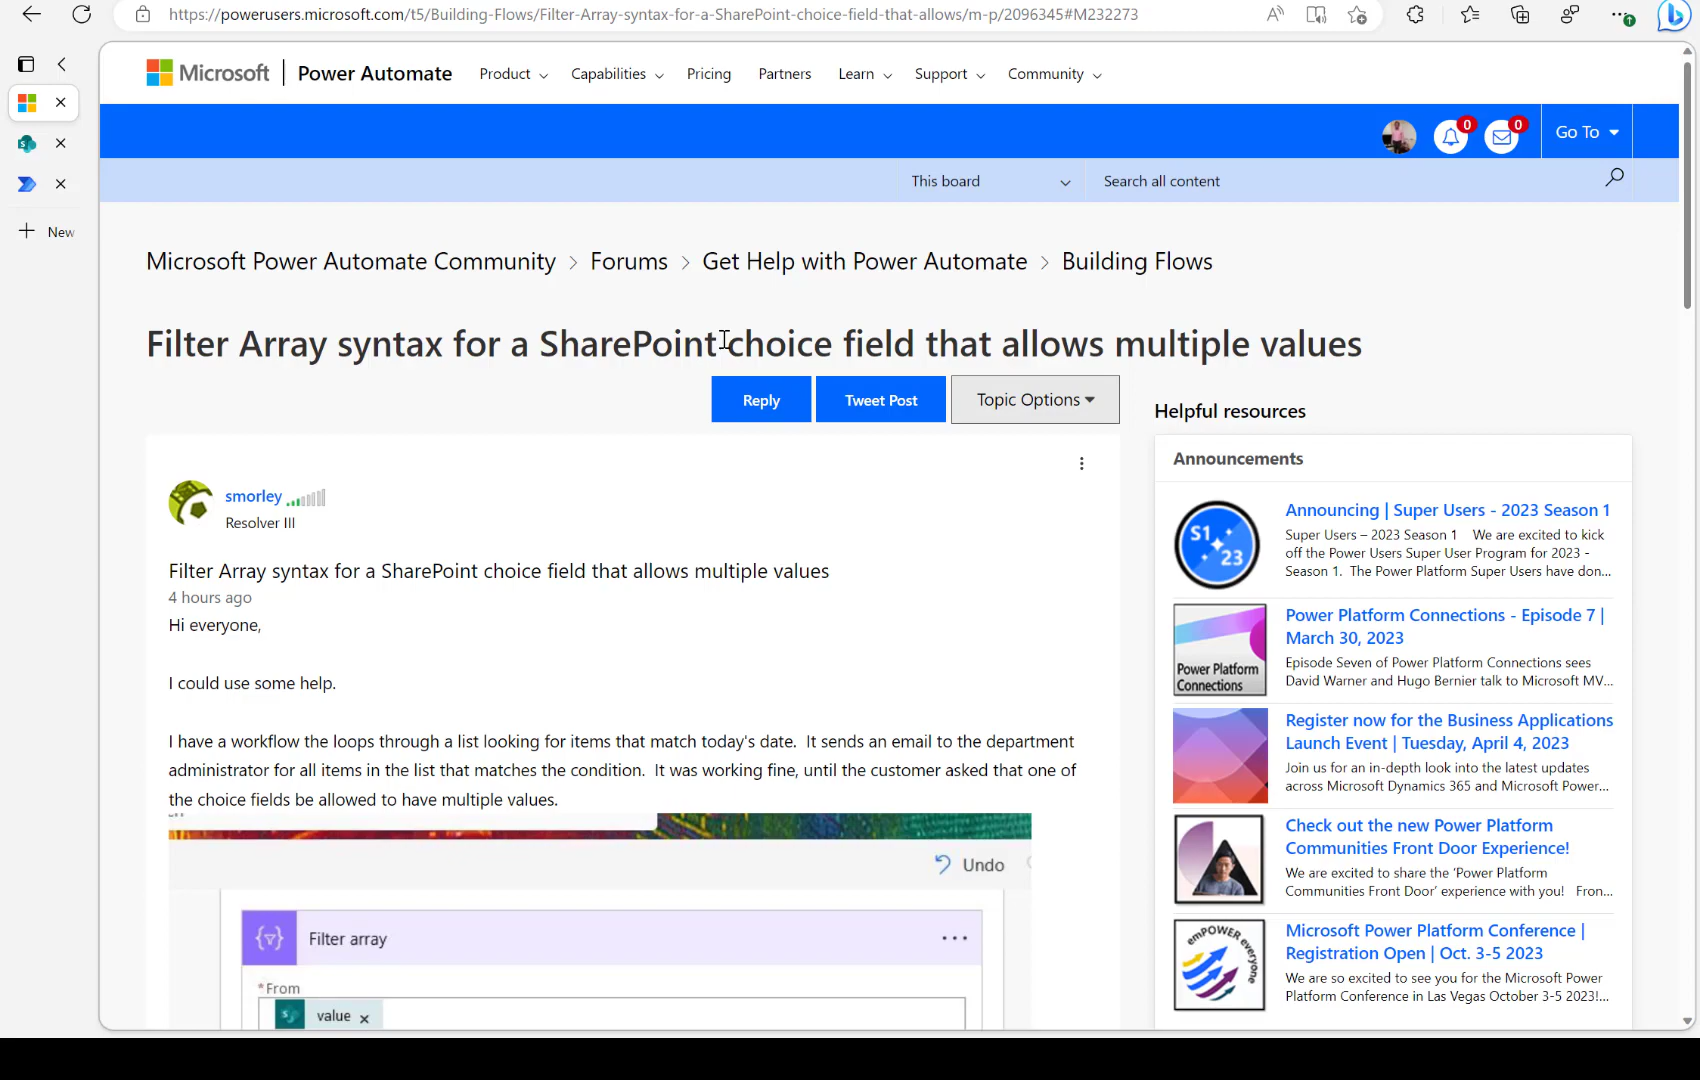 https://powerusers.microsoft.com/t5/Building-Flows/Filter-Array-syntax-for-a-SharePoint-choice-field-that-allows/m-p/2096345#M232273
New
Microsoft Power Automate Product Capabilities Pricing Partners Learn Support Community
0 0 Go To
This board Search all content
Microsoft Power Automate Community > Forums > Get Help with Power Automate > Building Flows
Filter Array syntax for a SharePoint choice field that allows multiple values
Reply Tweet Post Topic Options
smorley
Resolver III
Filter Array syntax for a SharePoint choice field that allows multiple values
4 hours ago
Hi everyone,
I could use some help.
I have a workflow the loops through a list looking for items that match today's date. It sends an email to the department
administrator for all items in the list that matches the condition. It was working fine, until the customer asked that one of
the choice fields be allowed to have multiple values.
Undo
Filter array
*From
value
Helpful resources
Announcements
S1
23
Announcing | Super Users - 2023 Season 1
Super Users – 2023 Season 1 We are excited to kick
off the Power Users Super User Program for 2023 -
Season 1. The Power Platform Super Users have don...
Power Platform
Connections
Power Platform Connections - Episode 7 |
March 30, 2023
Episode Seven of Power Platform Connections sees
David Warner and Hugo Bernier talk to Microsoft MV...
Register now for the Business Applications
Launch Event | Tuesday, April 4, 2023
Join us for an in-depth look into the latest updates
across Microsoft Dynamics 365 and Microsoft Power...
Check out the new Power Platform
Communities Front Door Experience!
We are excited to share the 'Power Platform
Communities Front Door' experience with you! Fron...
emPOWER everyone
Microsoft Power Platform Conference |
Registration Open | Oct. 3-5 2023
We are so excited to see you for the Microsoft Power
Platform Conference in Las Vegas October 3-5 2023!...